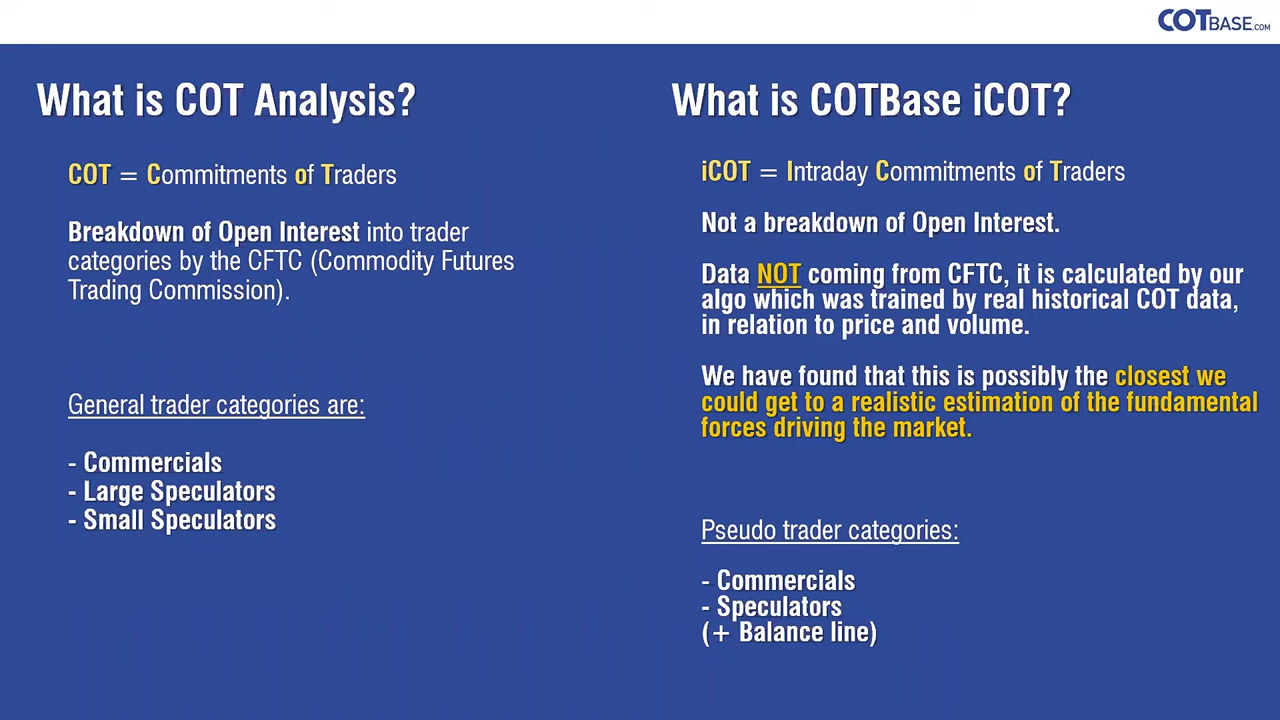 COTBASE.COM
What is COT Analysis?
COT = Commitments of Traders
Breakdown of Open Interest into trader
categories by the CFTC (Commodity Futures
Trading Commission).
General trader categories are:
- Commercials
- Large Speculators
- Small Speculators
What is COTBase iCOT?
iCOT = Intraday Commitments of Traders
Not a breakdown of Open Interest.
Data NOT coming from CFTC, it is calculated by our
algo which was trained by real historical COT data,
in relation to price and volume.
We have found that this is possibly the closest we
could get to a realistic estimation of the fundamental
forces driving the market.
Pseudo trader categories:
- Commercials
- Speculators
(+ Balance line)